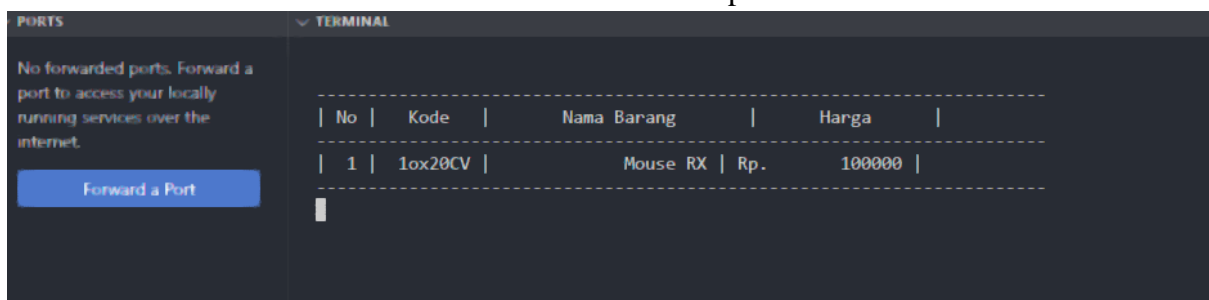 PORTS
TERMINAL
No forwarded ports. Forward a
port to access your locally
running services over the
internet.
Forward a Port
--------------------------------------------------------------------
| No | Kode | Nama Barang | Harga |
--------------------------------------------------------------------
| 1 | 1ox20CV | Mouse RX | Rp. 100000 |
--------------------------------------------------------------------